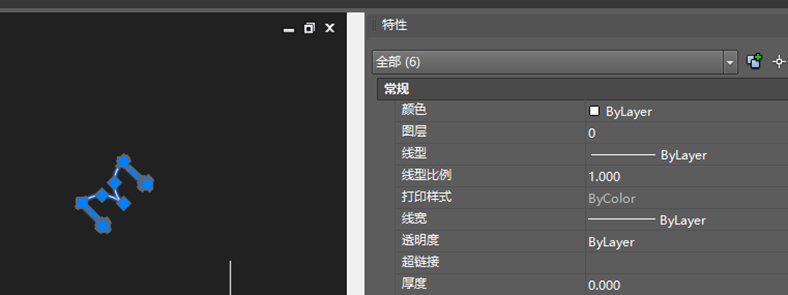 特性
全部 (6)
常规
颜色 ByLayer
图层 0
线型 ByLayer
线型比例 1.000
打印样式 ByColor
线宽 ByLayer
透明度 ByLayer
超链接
厚度 0.000